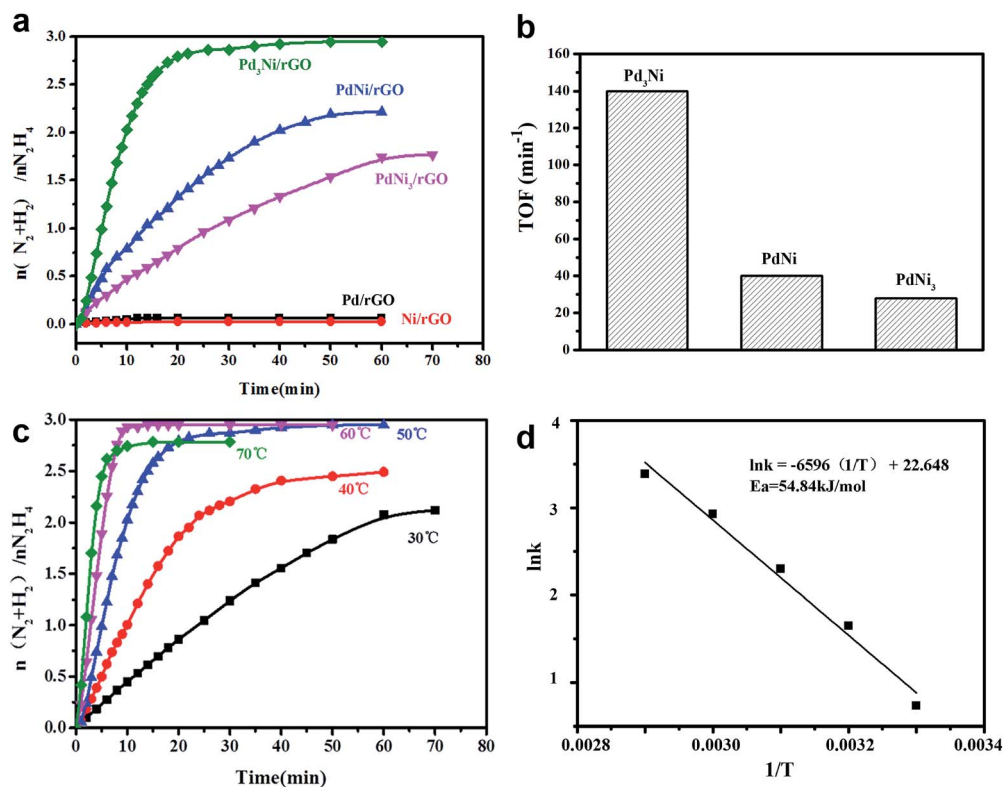 a
n( N₂+H₂ ) /nN₂H₄
3.0
2.5
2.0
1.5
1.0
0.5
0.0
Pd₃Ni/rGO
PdNi/rGO
PdNi₃/rGO
Pd/rGO
Ni/rGO
0 10 20 30 40 50 60 70 80
Time(min)
b
TOF (min⁻¹)
180
160
140
120
100
80
60
40
20
0
Pd₃Ni
PdNi
PdNi₃
c
n (N₂+H₂) /nN₂H₄
3.0
2.5
2.0
1.5
1.0
0.5
0.0
60℃
50℃
70℃
40℃
30℃
0 10 20 30 40 50 60 70 80
Time(min)
d
lnk
4
3
2
1
lnk = -6596 (1/T) + 22.648
Ea=54.84kJ/mol
0.0028 0.0030 0.0032 0.0034
1/T